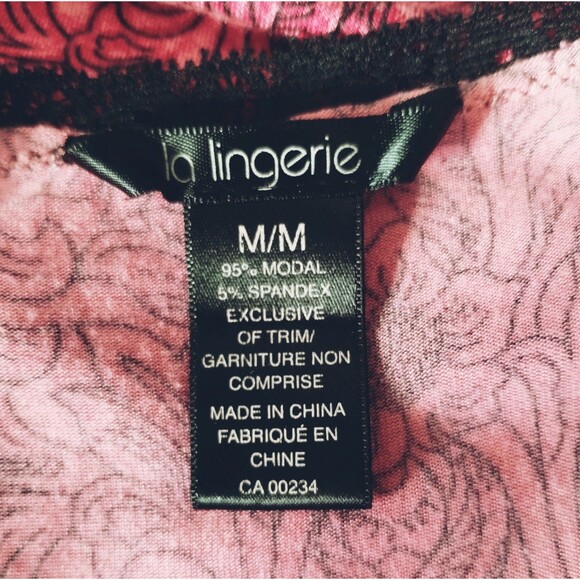 la lingerie
M/M
95% MODAL
5% SPANDEX
EXCLUSIVE
OF TRIM/
GARNITURE NON
COMPRISE
MADE IN CHINA
FABRIQUÉ EN
CHINE
CA 00234